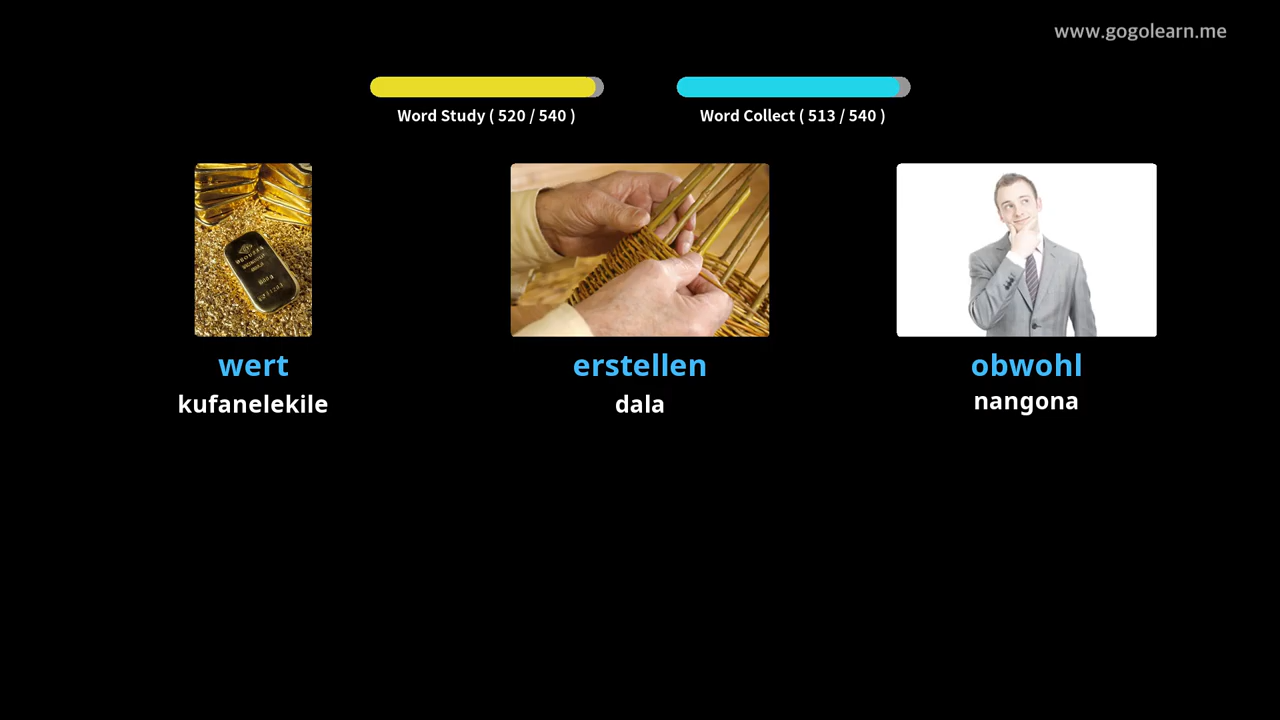 www.gogolearn.me
Word Study ( 520 / 540 )
Word Collect ( 513 / 540 )
wert
erstellen
obwohl
kufanelekile
dala
nangona